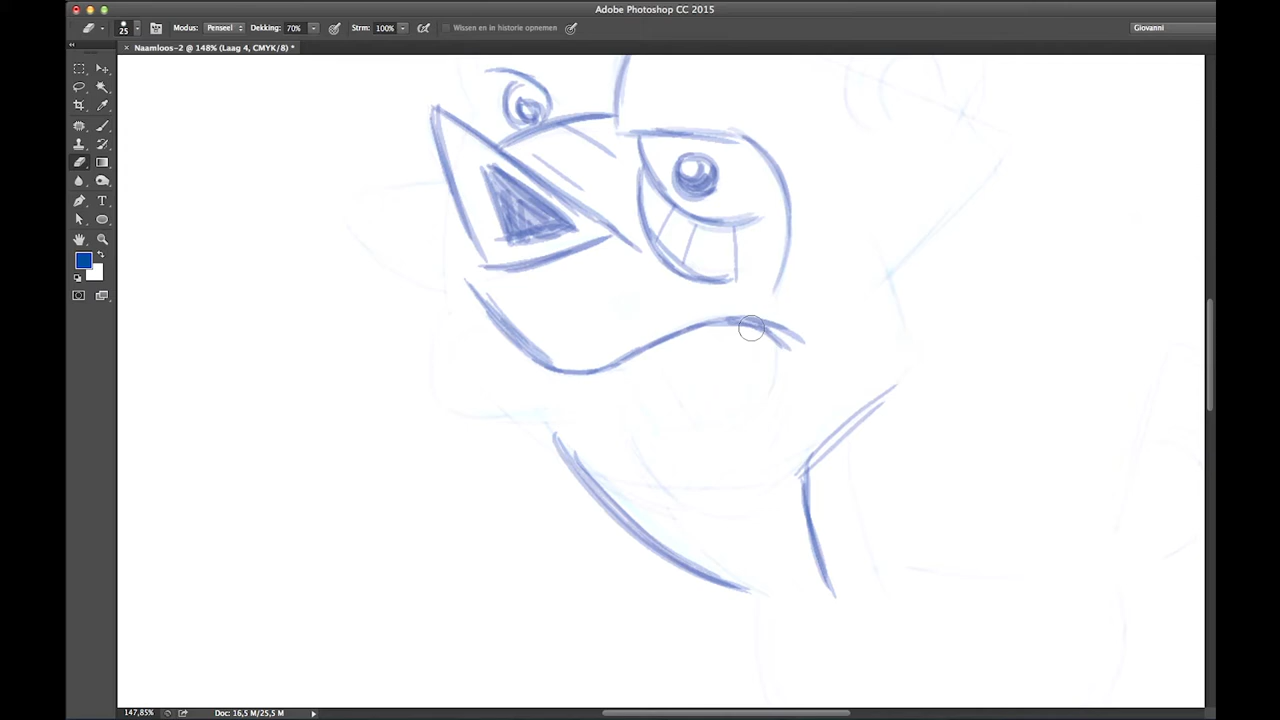 Adobe Photoshop CC 2015
25 Modus: Penseel Dekking: 70% Strm: 100% Wissen en in historie opnemen Giovanni
× Naamloos-2 @ 148% (Laag 4, CMYK/8) *
147,85% Doc: 16,5 M/25,5 M